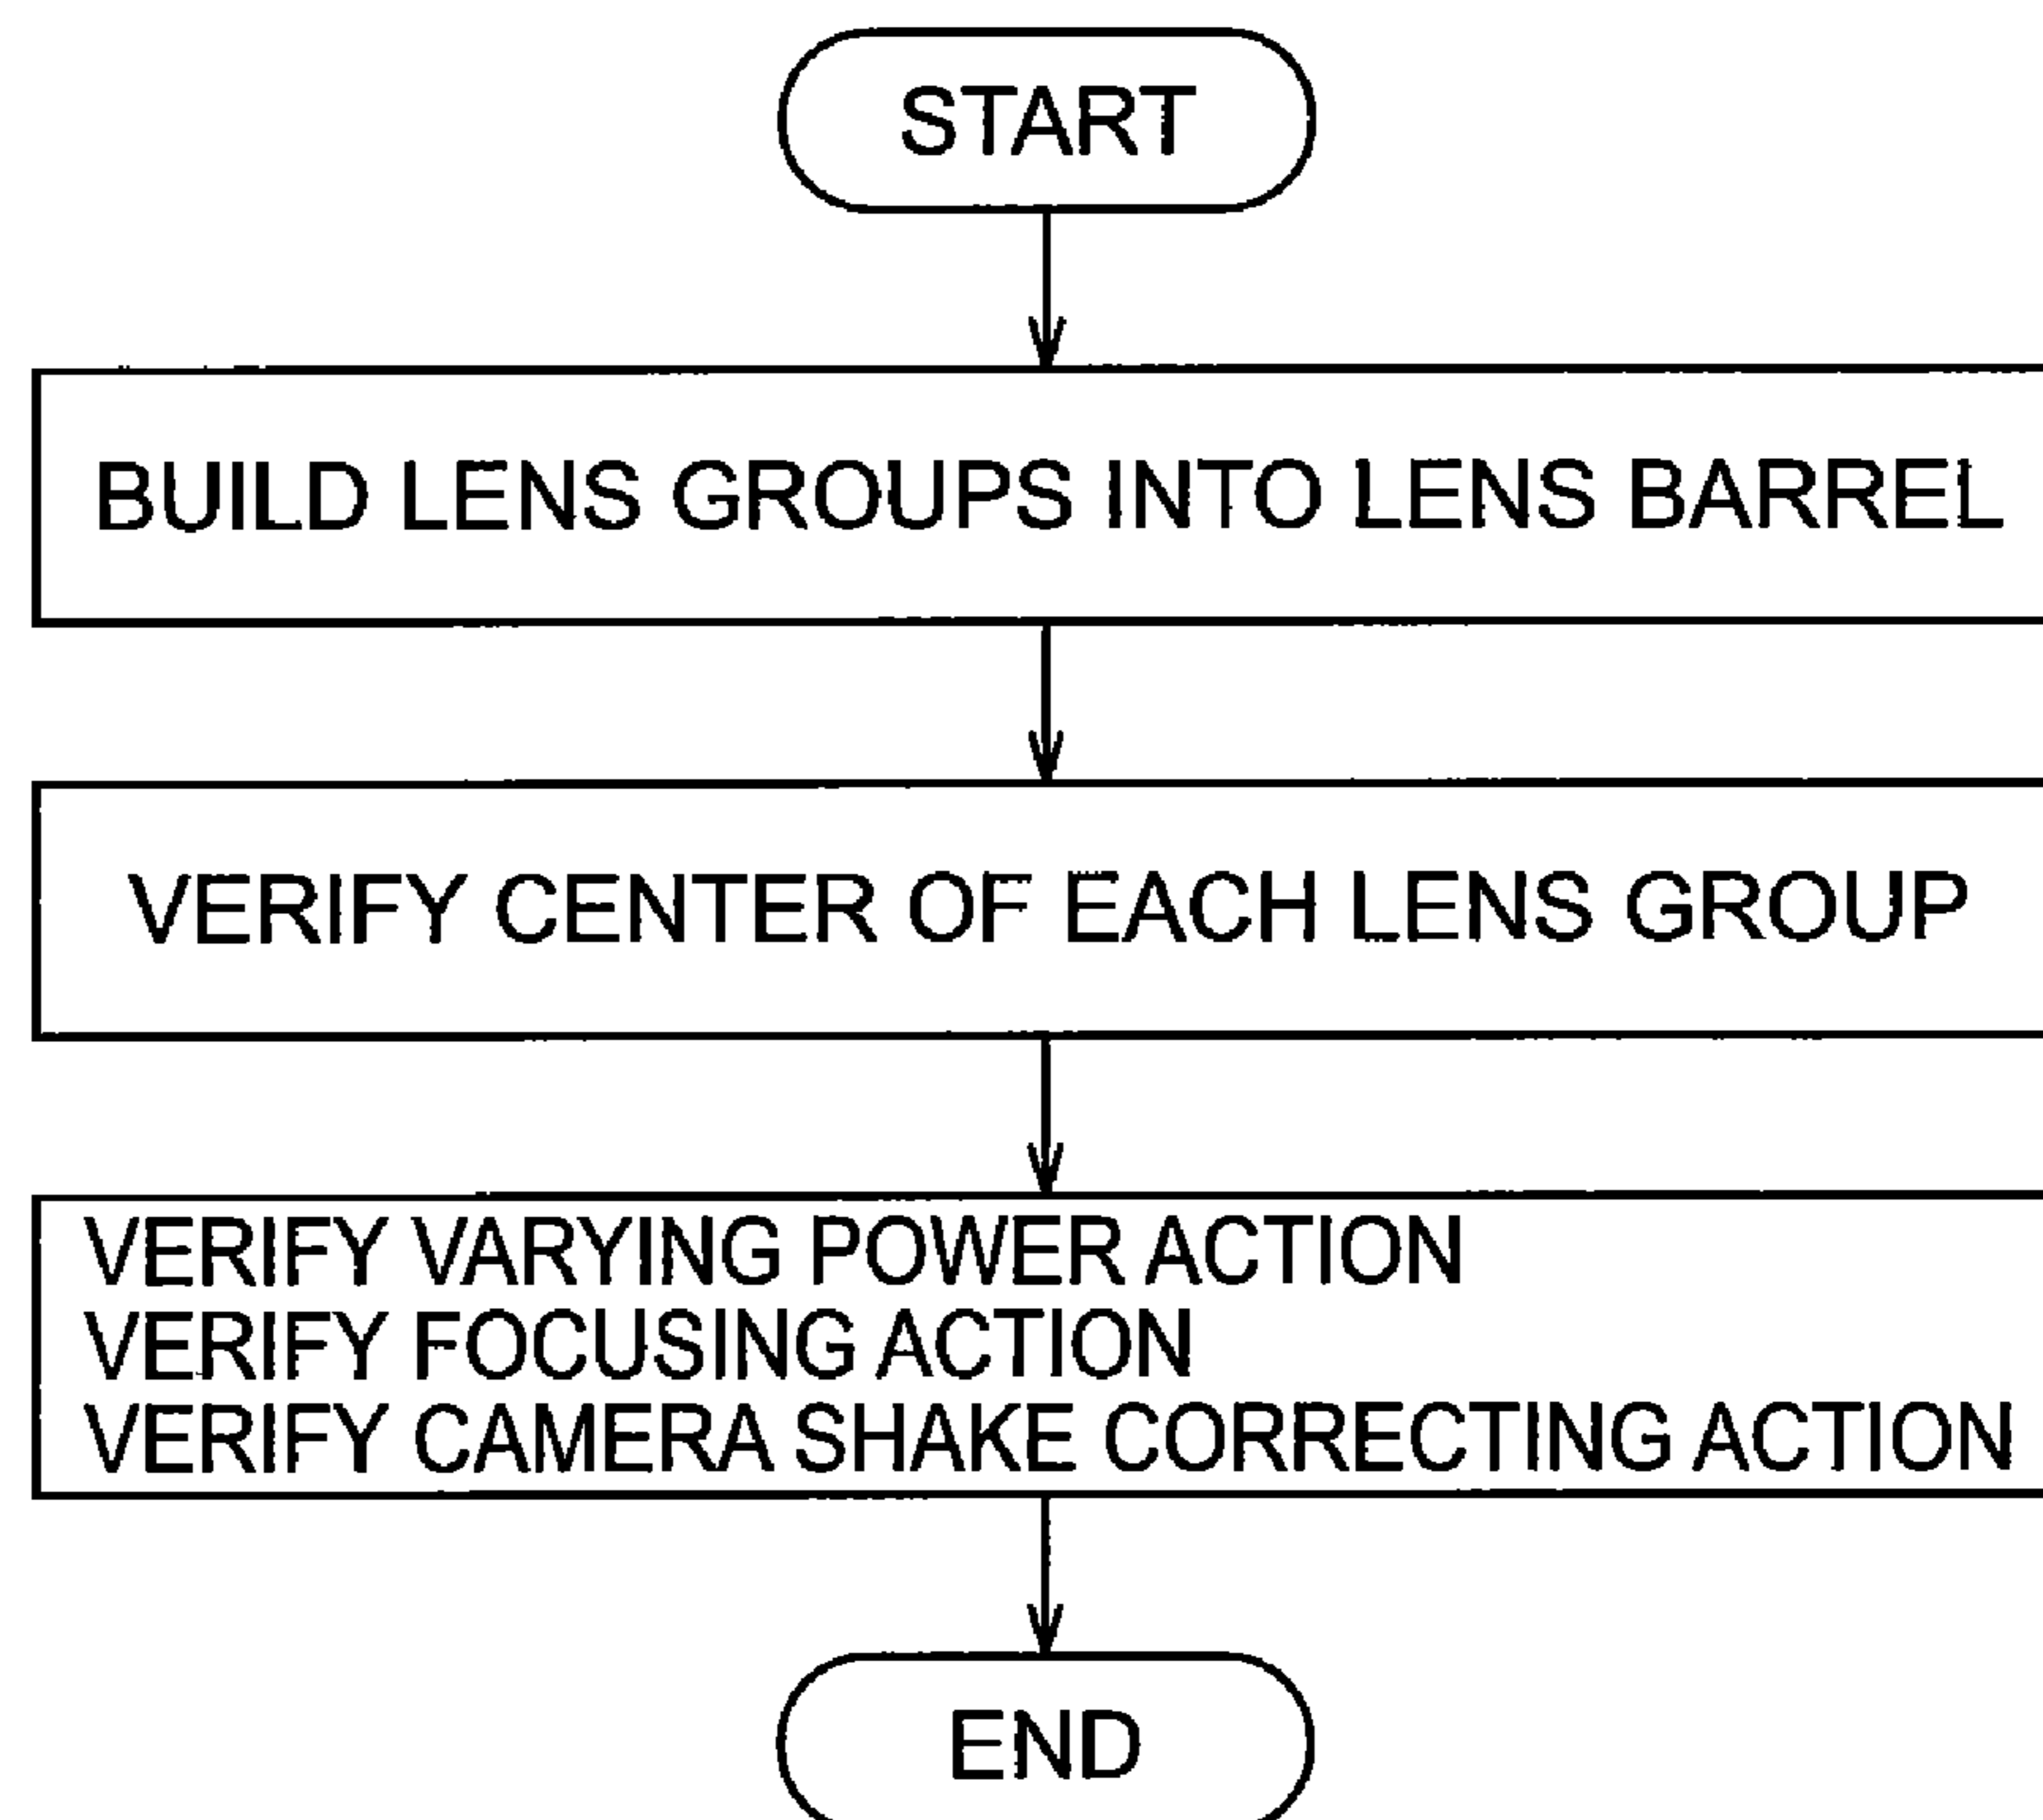 START
BUILD LENS GROUPS INTO LENS BARREL
VERIFY CENTER OF EACH LENS GROUP
VERIFY VARYING POWER ACTION
VERIFY FOCUSING ACTION
VERIFY CAMERA SHAKE CORRECTING ACTION
END